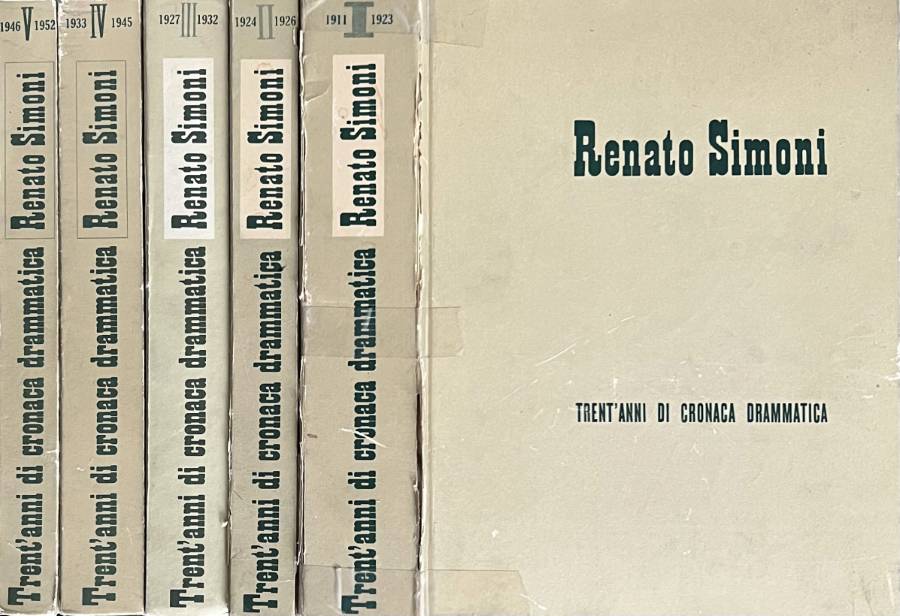 1946 V 1952
Trent'anni di cronaca drammatica Renato Simoni
1933 IV 1945
Trent'anni di cronaca drammatica Renato Simoni
1927 III 1932
Trent'anni di cronaca drammatica Renato Simoni
1924 II 1926
Trent'anni di cronaca drammatica Renato Simoni
1911 I 1923
Trent'anni di cronaca drammatica Renato Simoni
Renato Simoni
TRENT'ANNI DI CRONACA DRAMMATICA